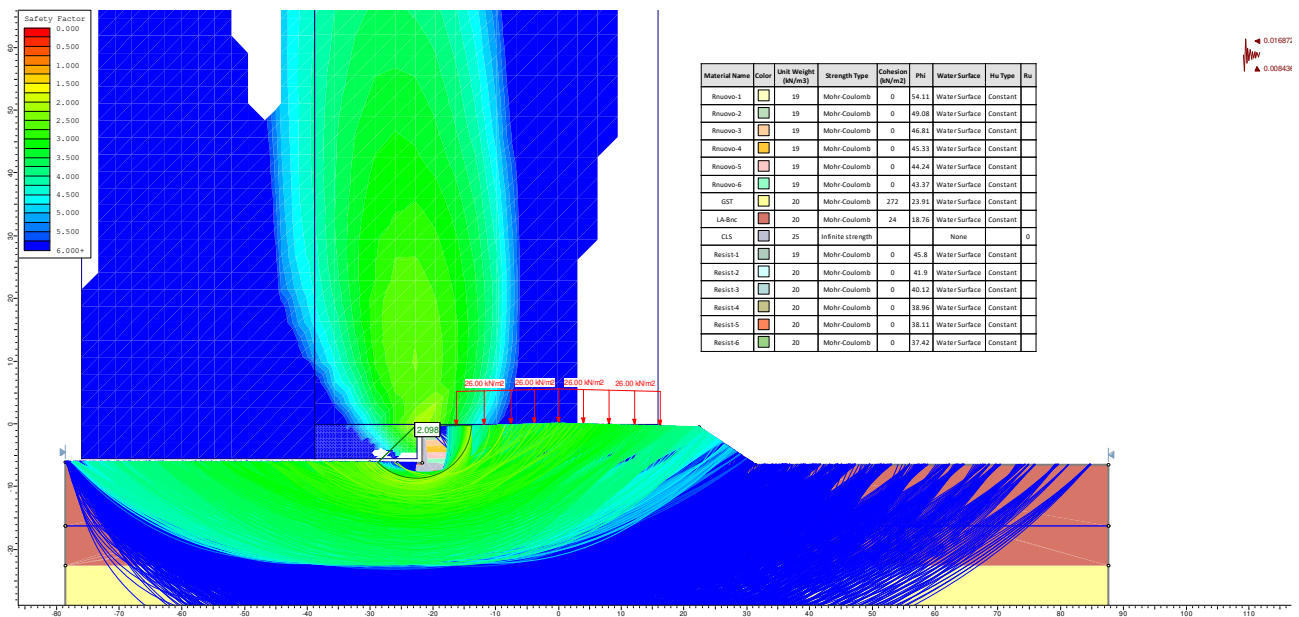 Safety Factor
0.000
0.500
1.000
1.500
2.000
2.500
3.000
3.500
4.000
4.500
5.000
5.500
6.000+
0.016872
0.008436
Material Name Color Unit Weight (kN/m3) Strength Type Cohesion (kN/m2) Phi Water Surface Hu Type Ru
Rnuovo-1 19 Mohr-Coulomb 0 54.11 Water Surface Constant
Rnuovo-2 19 Mohr-Coulomb 0 49.08 Water Surface Constant
Rnuovo-3 19 Mohr-Coulomb 0 46.81 Water Surface Constant
Rnuovo-4 19 Mohr-Coulomb 0 45.33 Water Surface Constant
Rnuovo-5 19 Mohr-Coulomb 0 44.24 Water Surface Constant
Rnuovo-6 19 Mohr-Coulomb 0 43.37 Water Surface Constant
GST 20 Mohr-Coulomb 272 23.91 Water Surface Constant
LA-Bnc 20 Mohr-Coulomb 24 18.76 Water Surface Constant
CLS 25 Infinite strength None 0
Resist-1 19 Mohr-Coulomb 0 45.8 Water Surface Constant
Resist-2 20 Mohr-Coulomb 0 41.9 Water Surface Constant
Resist-3 20 Mohr-Coulomb 0 40.12 Water Surface Constant
Resist-4 20 Mohr-Coulomb 0 38.96 Water Surface Constant
Resist-5 20 Mohr-Coulomb 0 38.11 Water Surface Constant
Resist-6 20 Mohr-Coulomb 0 37.42 Water Surface Constant
26.00 kN/m2 26.00 kN/m2 26.00 kN/m2 26.00 kN/m2
2.098
60
50
40
30
20
10
0
-10
-20
-80 -70 -60 -50 -40 -30 -20 -10 0 10 20 30 40 50 60 70 80 90 100 110